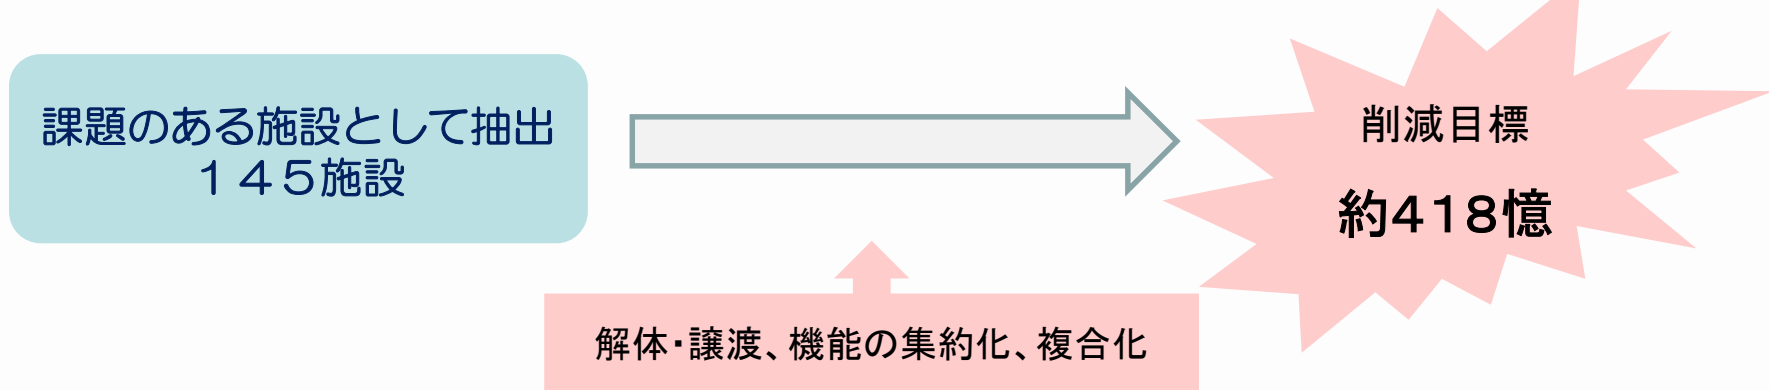 課題のある施設として抽出
１４５施設
削減目標
約418憶
解体・譲渡、機能の集約化、複合化